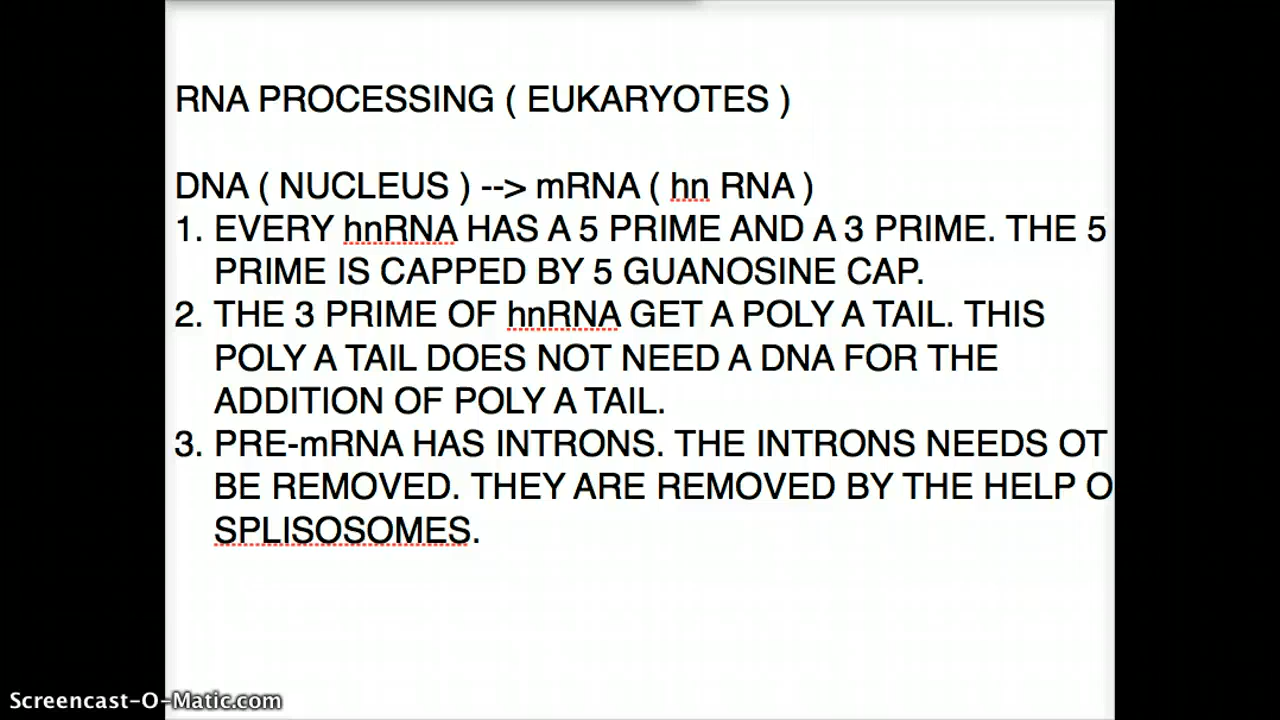 RNA PROCESSING ( EUKARYOTES )
DNA ( NUCLEUS ) --> mRNA ( hn RNA )
1. EVERY hnRNA HAS A 5 PRIME AND A 3 PRIME. THE 5
PRIME IS CAPPED BY 5 GUANOSINE CAP.
2. THE 3 PRIME OF hnRNA GET A POLY A TAIL. THIS
POLY A TAIL DOES NOT NEED A DNA FOR THE
ADDITION OF POLY A TAIL.
3. PRE-mRNA HAS INTRONS. THE INTRONS NEEDS OT
BE REMOVED. THEY ARE REMOVED BY THE HELP O
SPLISOSOMES.
Screencast-O-Matic.com